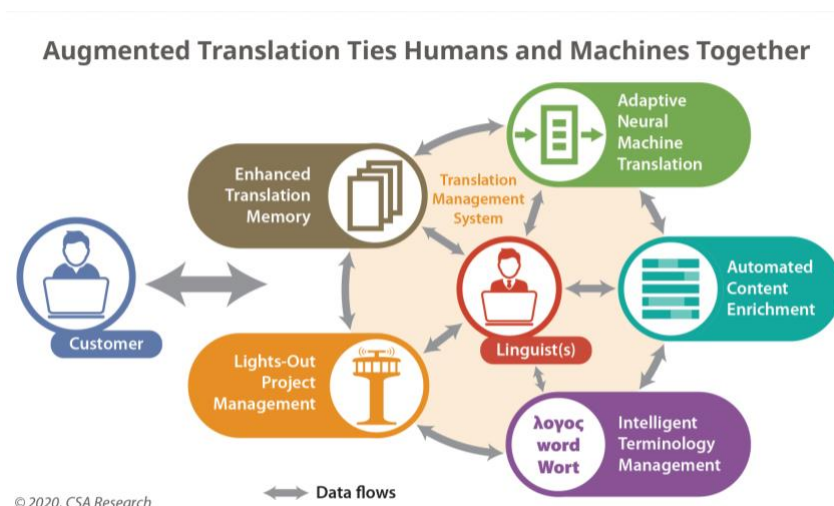 Augmented Translation Ties Humans and Machines Together
Adaptive
Neural
Machine
Translation
Enhanced
Translation
Memory
Translation
Management
System
Automated
Content
Enrichment
Customer
Linguist(s)
Lights-Out
Project
Management
λογος
word
Wort
Intelligent
Terminology
Management
Data flows
© 2020, CSA Research